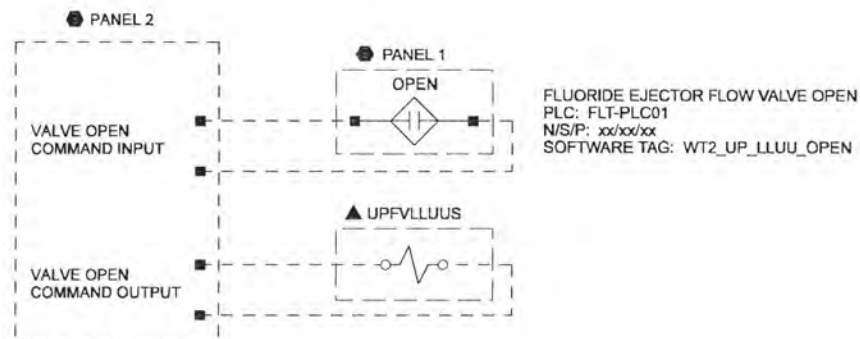 PANEL 2
PANEL 1
OPEN
FLUORIDE EJECTOR FLOW VALVE OPEN
PLC: FLT-PLC01
N/S/P: xx/xx/xx
SOFTWARE TAG: WT2_UP_LLUU_OPEN
VALVE OPEN
COMMAND INPUT
UPFVLLUUS
VALVE OPEN
COMMAND OUTPUT